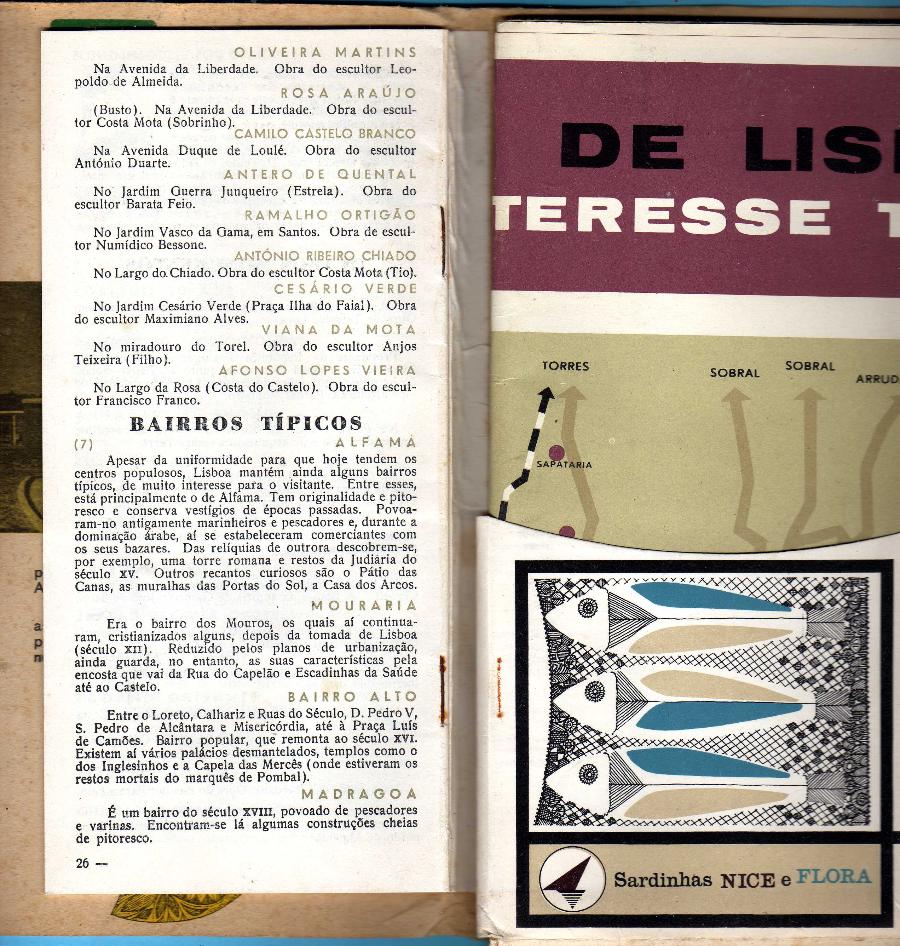 OLIVEIRA MARTINS
Na Avenida da Liberdade. Obra do escultor Leo-
poldo de Almeida.
ROSA ARAÚJO
(Busto). Na Avenida da Liberdade. Obra do escul-
tor Costa Mota (Sobrinho).
CAMILO CASTELO BRANCO
Na Avenida Duque de Loulé. Obra do escultor
António Duarte.
ANTERO DE QUENTAL
No Jardim Guerra Junqueiro (Estrela). Obra do
escultor Barata Feio.
RAMALHO ORTIGÃO
No Jardim Vasco da Gama, em Santos. Obra de escul-
tor Numídico Bessone.
ANTÓNIO RIBEIRO CHIADO
No Largo do Chiado. Obra do escultor Costa Mota (Tio).
CESÁRIO VERDE
No Jardim Cesário Verde (Praça Ilha do Faial). Obra
do escultor Maximiano Alves.
VIANA DA MOTA
No miradouro do Torel. Obra do escultor Anjos
Teixeira (Filho).
AFONSO LOPES VIEIRA
No Largo da Rosa (Costa do Castelo). Obra do escul-
tor Francisco Franco.
BAIRROS TÍPICOS
(7) ALFAMA
Apesar da uniformidade para que hoje tendem os
centros populosos, Lisboa mantém ainda alguns bairros
típicos, de muito interesse para o visitante. Entre esses,
está principalmente o de Alfama. Tem originalidade e pito-
resco e conserva vestígios de épocas passadas. Povoa-
ram-no antigamente marinheiros e pescadores e, durante a
dominação árabe, aí se estabeleceram comerciantes com
os seus bazares. Das relíquias de outrora descobrem-se,
por exemplo, uma torre romana e restos da Judiaria do
século XV. Outros recantos curiosos são o Pátio das
Canas, as muralhas das Portas do Sol, a Casa dos Arcos.
MOURARIA
Era o bairro dos Mouros, os quais aí continua-
ram, cristianizados alguns, depois da tomada de Lisboa
(século XII). Reduzido pelos planos de urbanização,
ainda guarda, no entanto, as suas características pela
encosta que vai da Rua do Capelão e Escadinhas da Saúde
até ao Castelo.
BAIRRO ALTO
Entre o Loreto, Calhariz e Ruas do Século, D. Pedro V,
S. Pedro de Alcântara e Misericórdia, até à Praça Luís
de Camões. Bairro popular, que remonta ao século XVI.
Existem aí vários palácios desmantelados, templos como o
dos Inglesinhos e a Capela das Mercês (onde estiveram os
restos mortais do marquês de Pombal).
MADRAGOA
É um bairro do século XVIII, povoado de pescadores
e varinas. Encontram-se lá algumas construções cheias
de pitoresco.
26 —
DE LIS
TERESSE T
TORRES
SOBRAL
SOBRAL
ARRUD
SAPATARIA
Sardinhas NICE e FLORA